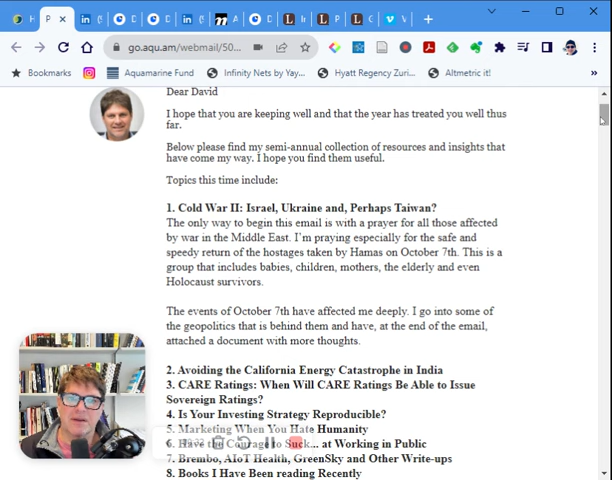 H
P
in (
D
D
m A
D
L In
L P
L C
V
go.aqu.am/webmail/50...
Bookmarks
Aquamarine Fund
Infinity Nets by Yay...
Hyatt Regency Zuri...
Altmetric it!
Dear David
I hope that you are keeping well and that the year has treated you well thus
far.
Below please find my semi-annual collection of resources and insights that
have come my way. I hope you find them useful.
Topics this time include:
1. Cold War II: Israel, Ukraine and, Perhaps Taiwan?
The only way to begin this email is with a prayer for all those affected
by war in the Middle East. I'm praying especially for the safe and
speedy return of the hostages taken by Hamas on October 7th. This is a
group that includes babies, children, mothers, the elderly and even
Holocaust survivors.
The events of October 7th have affected me deeply. I go into some of
the geopolitics that is behind them and have, at the end of the email,
attached a document with more thoughts.
2. Avoiding the California Energy Catastrophe in India
3. CARE Ratings: When Will CARE Ratings Be Able to Issue
Sovereign Ratings?
4. Is Your Investing Strategy Reproducible?
5. Marketing When You Hate Humanity
6. Have the Courage to Suck... at Working in Public
7. Brembo, AIoT Health, GreenSky and Other Write-ups
8. Books I Have Been reading Recently